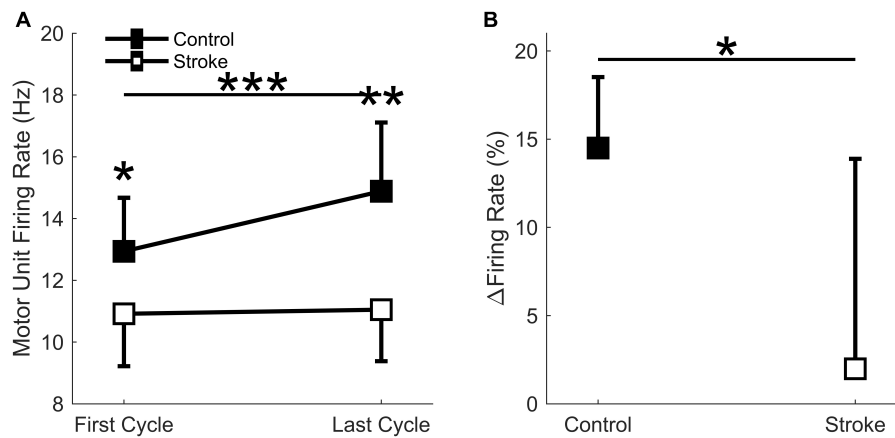 A
20
18
16
14
12
10
8
Motor Unit Firing Rate (Hz)
Control
Stroke
***
**
*
First Cycle
Last Cycle
B
20
15
10
5
0
ΔFiring Rate (%)
*
Control
Stroke